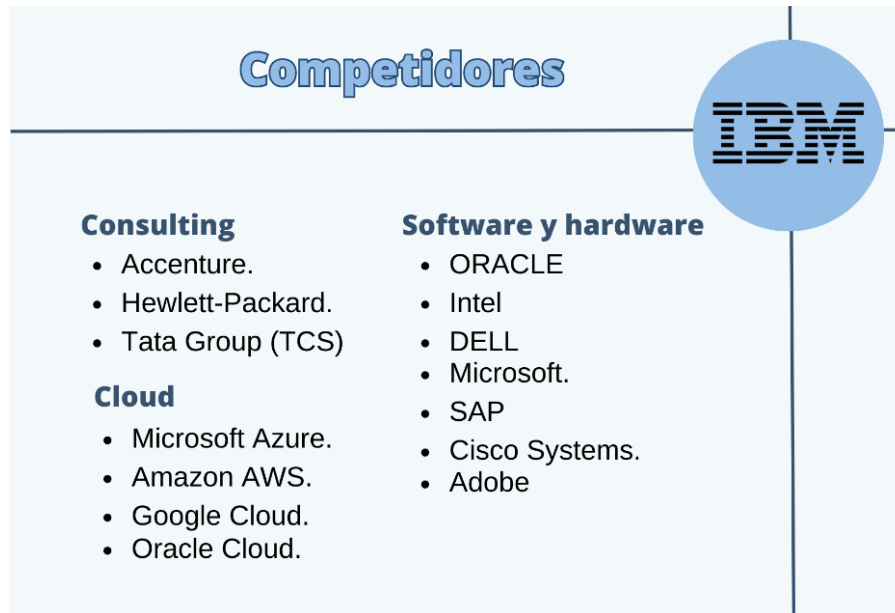 Competidores
IBM
Consulting
• Accenture.
• Hewlett-Packard.
• Tata Group (TCS)
Cloud
• Microsoft Azure.
• Amazon AWS.
• Google Cloud.
• Oracle Cloud.
Software y hardware
• ORACLE
• Intel
• DELL
• Microsoft.
• SAP
• Cisco Systems.
• Adobe